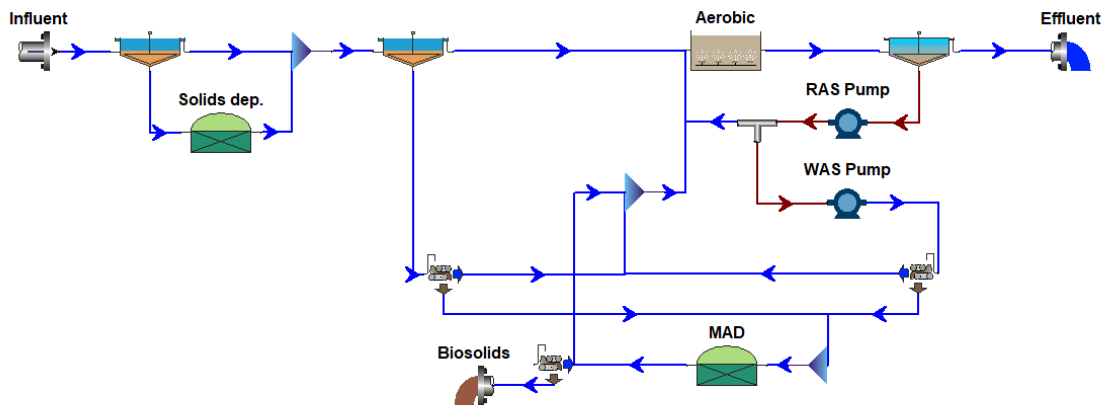 Influent
Aerobic
Effluent
Solids dep.
RAS Pump
WAS Pump
MAD
Biosolids